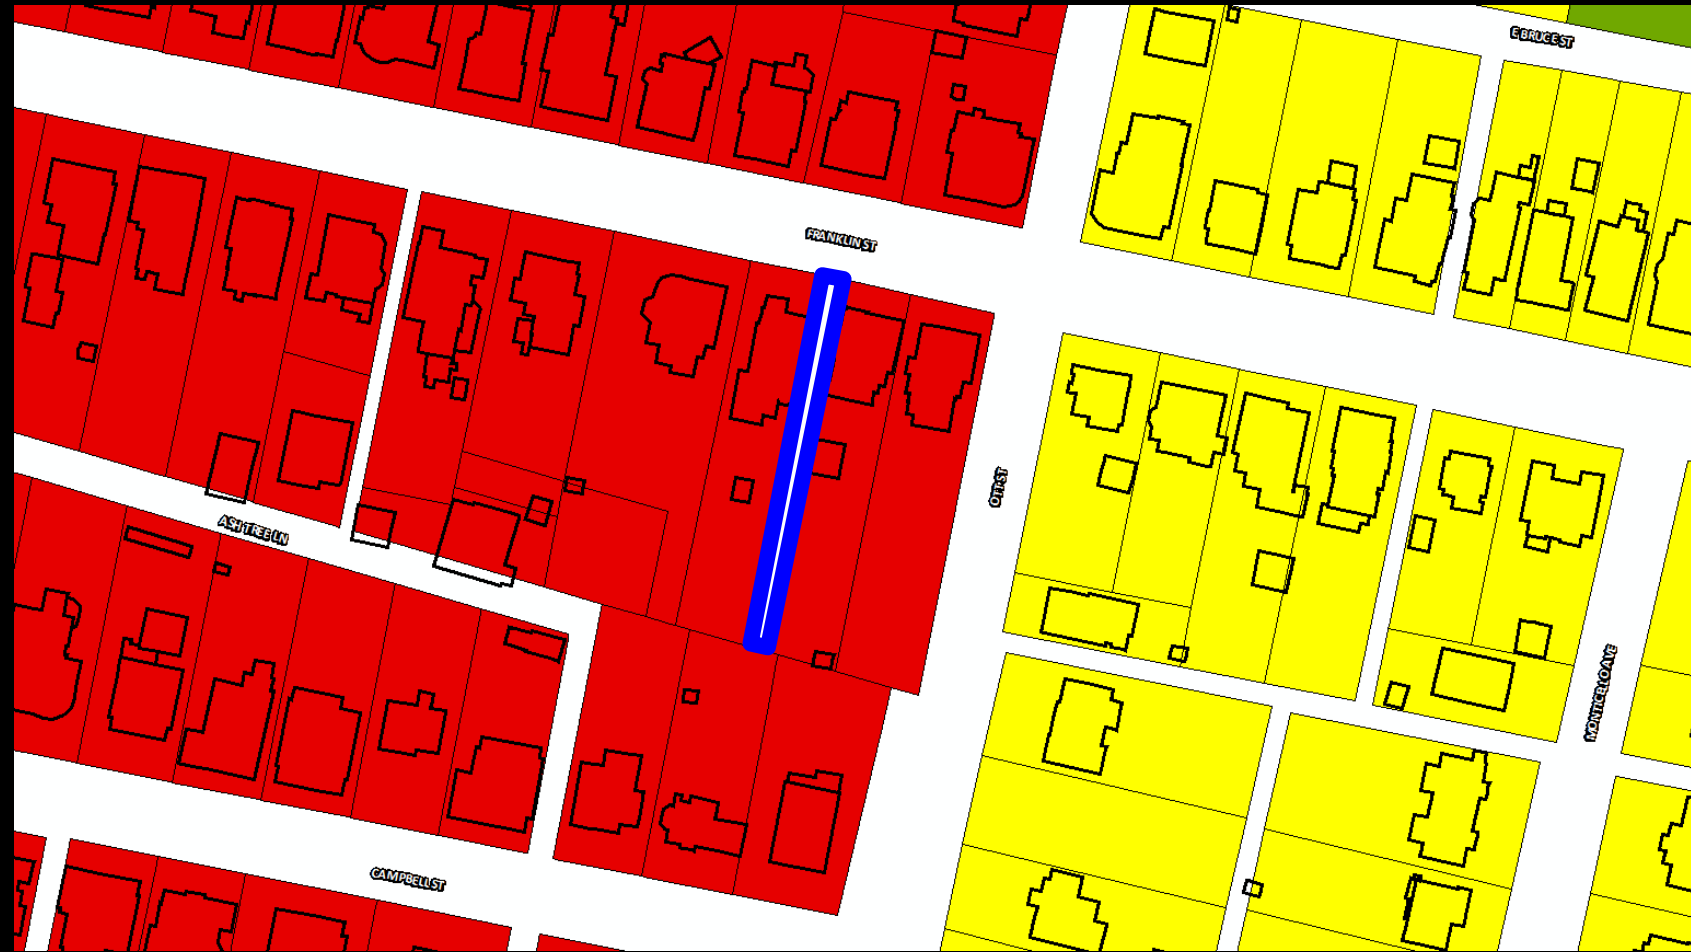 E BRUCE ST
FRANKLIN ST
OTT ST
ASH TREE LN
MONTICELLO AVE
CAMPBELL ST